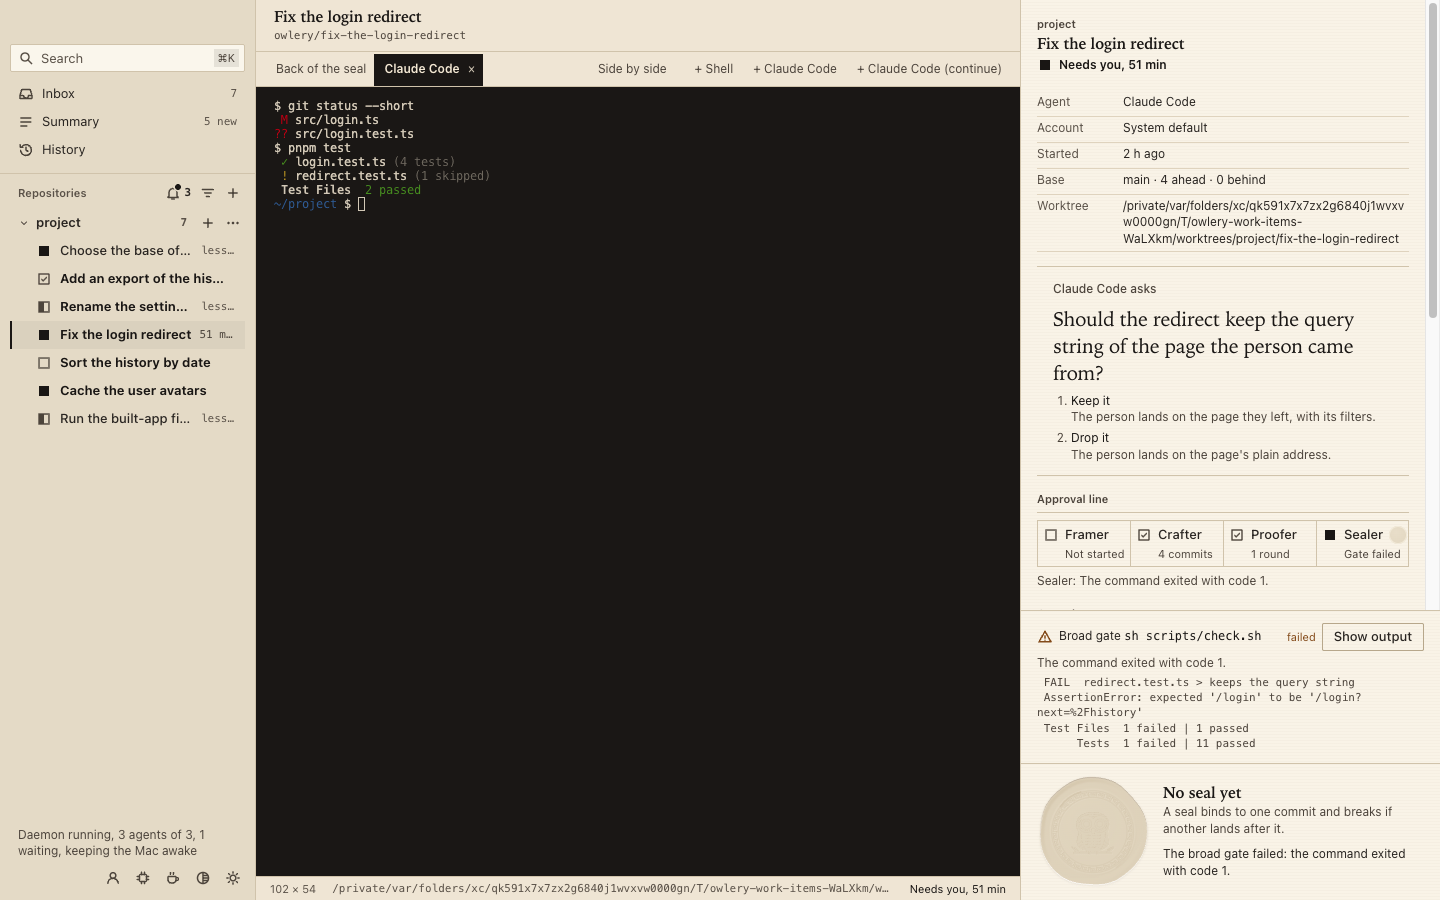 Search ⌘K
Inbox 7
Summary 5 new
History
Repositories 3 +
project 7 + ···
Choose the base of... less...
Add an export of the his...
Rename the settin... less...
Fix the login redirect 51 m...
Sort the history by date
Cache the user avatars
Run the built-app fi... less...
Daemon running, 3 agents of 3, 1
waiting, keeping the Mac awake
Fix the login redirect
owlery/fix-the-login-redirect
Back of the seal Claude Code × Side by side + Shell + Claude Code + Claude Code (continue)
$ git status --short
M src/login.ts
?? src/login.test.ts
$ pnpm test
✓ login.test.ts (4 tests)
! redirect.test.ts (1 skipped)
Test Files 2 passed
~/project $
102 × 54 /private/var/folders/xc/qk591x7x7zx2g6840j1wvxvw0000gn/T/owlery-work-items-WaLXkm/w... Needs you, 51 min
project
Fix the login redirect
Needs you, 51 min
Agent Claude Code
Account System default
Started 2 h ago
Base main · 4 ahead · 0 behind
Worktree /private/var/folders/xc/qk591x7x7zx2g6840j1wvxv
w0000gn/T/owlery-work-items-
WaLXkm/worktrees/project/fix-the-login-redirect
Claude Code asks
Should the redirect keep the query
string of the page the person came
from?
1. Keep it
The person lands on the page they left, with its filters.
2. Drop it
The person lands on the page's plain address.
Approval line
Framer Crafter Proofer Sealer
Not started 4 commits 1 round Gate failed
Sealer: The command exited with code 1.
Broad gate sh scripts/check.sh failed Show output
The command exited with code 1.
FAIL redirect.test.ts > keeps the query string
AssertionError: expected '/login' to be '/login?
next=%2Fhistory'
Test Files 1 failed | 1 passed
Tests 1 failed | 11 passed
No seal yet
A seal binds to one commit and breaks if
another lands after it.
The broad gate failed: the command exited
with code 1.